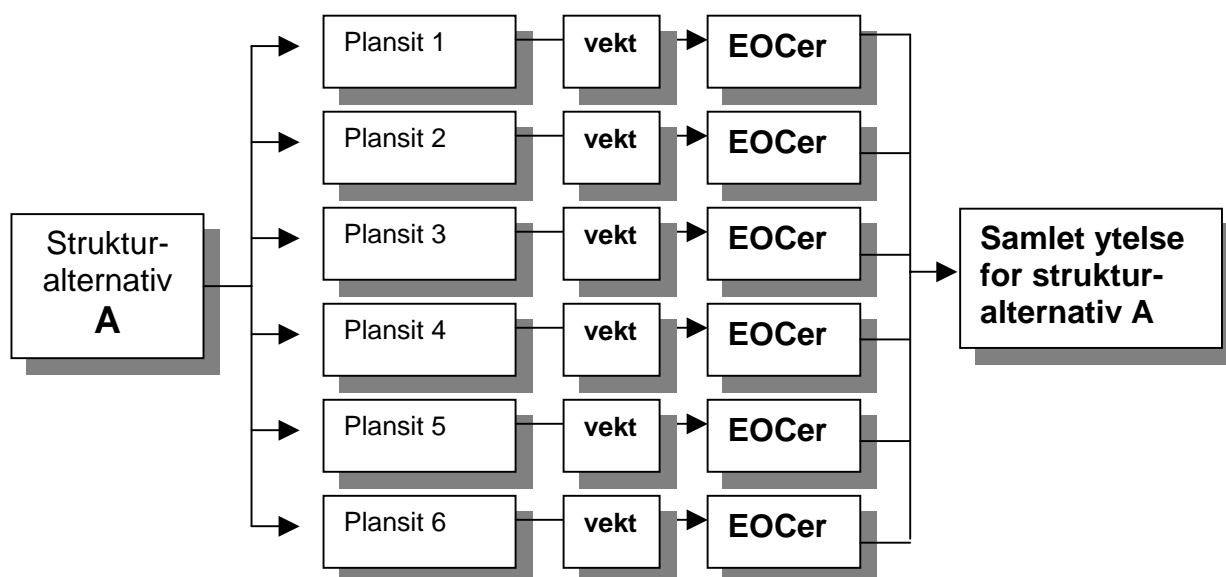 Plansit 1 vekt EOCer
Plansit 2 vekt EOCer
Plansit 3 vekt EOCer
Struktur-
alternativ
A
Samlet ytelse
for struktur-
alternativ A
Plansit 4 vekt EOCer
Plansit 5 vekt EOCer
Plansit 6 vekt EOCer